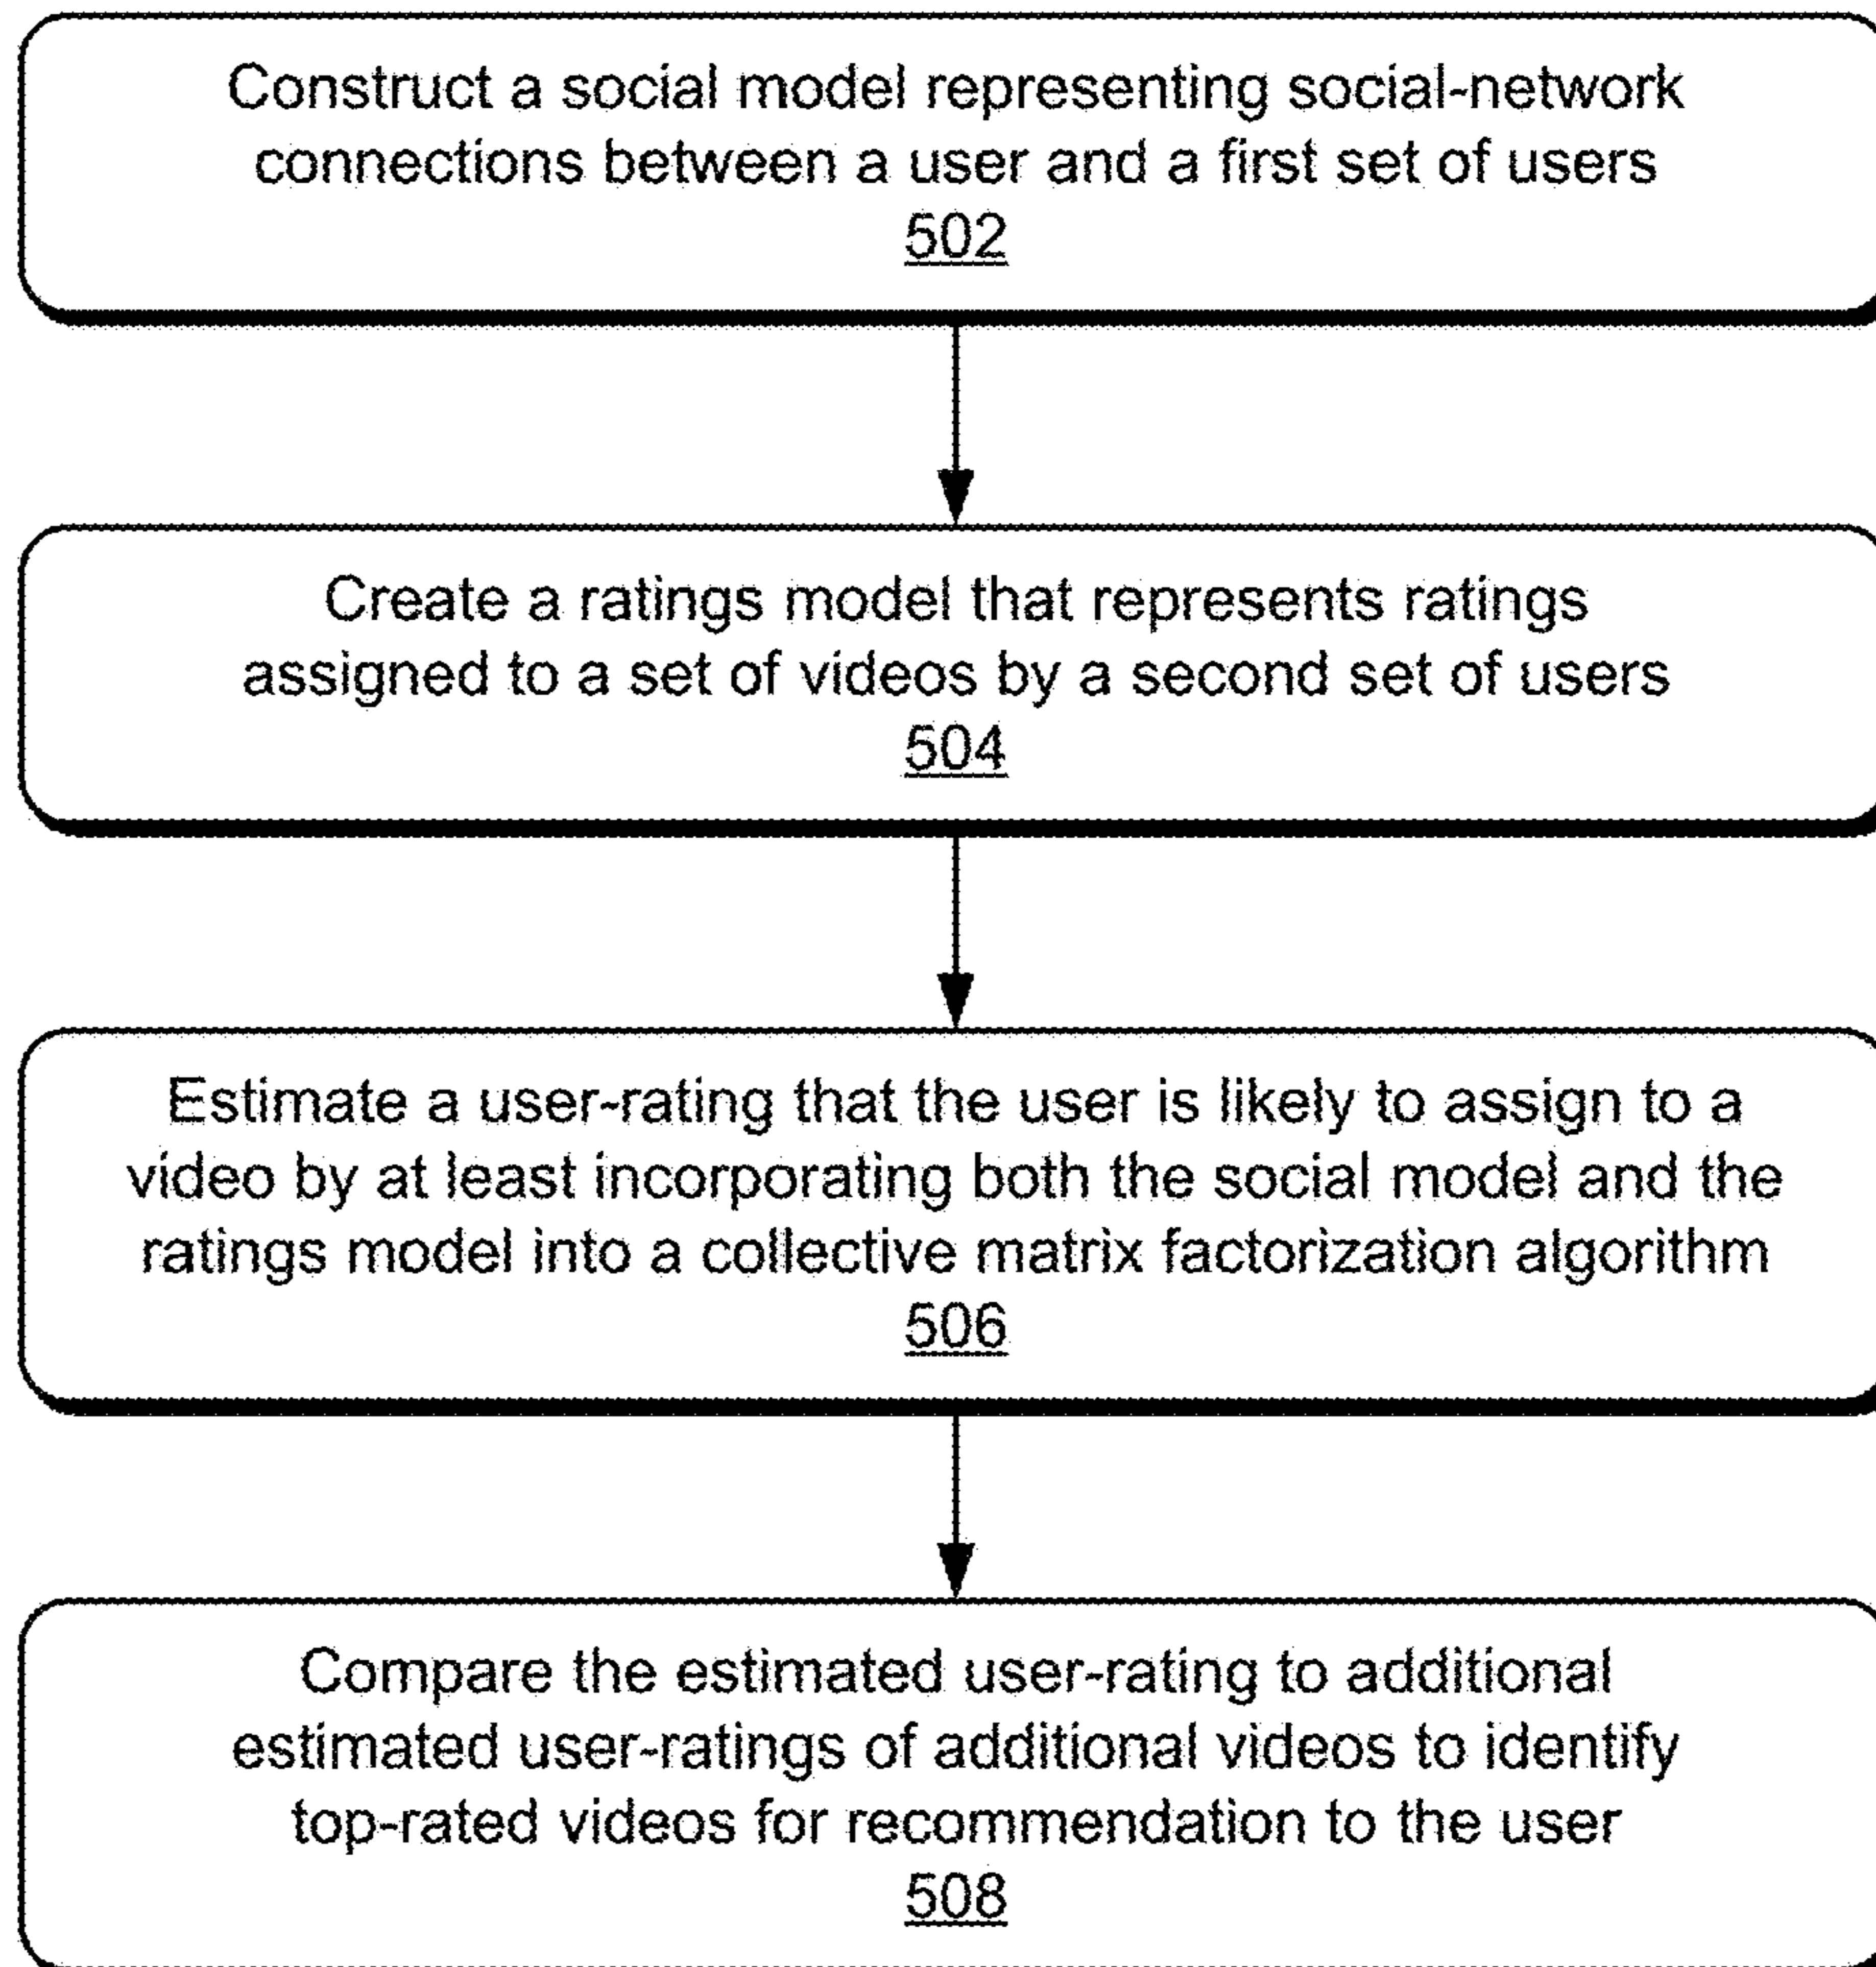 Construct a social model representing social-network
connections between a user and a first set of users
502
Create a ratings model that represents ratings
assigned to a set of videos by a second set of users
504
Estimate a user-rating that the user is likely to assign to a
video by at least incorporating both the social model and the
ratings model into a collective matrix factorization algorithm
506
Compare the estimated user-rating to additional
estimated user-ratings of additional videos to identify
top-rated videos for recommendation to the user
508